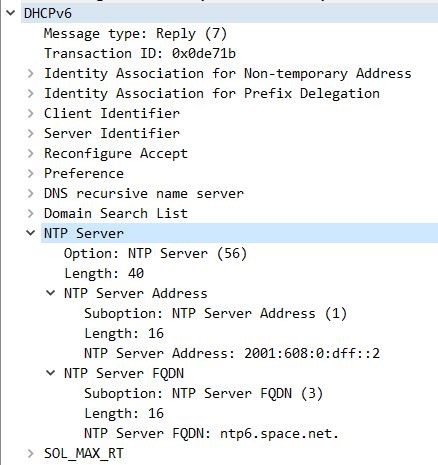 DHCPv6
Message type: Reply (7)
Transaction ID: 0x0de71b
Identity Association for Non-temporary Address
Identity Association for Prefix Delegation
Client Identifier
Server Identifier
Reconfigure Accept
Preference
DNS recursive name server
Domain Search List
NTP Server
Option: NTP Server (56)
Length: 40
NTP Server Address
Suboption: NTP Server Address (1)
Length: 16
NTP Server Address: 2001:608:0:dff::2
NTP Server FQDN
Suboption: NTP Server FQDN (3)
Length: 16
NTP Server FQDN: ntp6.space.net.
SOL_MAX_RT